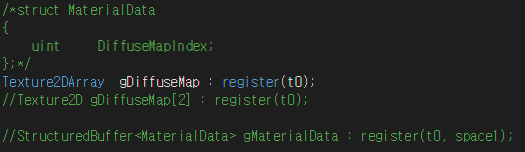 /*struct MaterialData
{
    uint     DiffuseMapIndex;
};*/
Texture2DArray  gDiffuseMap : register(t0);
//Texture2D gDiffuseMap[2] : register(t0);
//StructuredBuffer<MaterialData> gMaterialData : register(t0, space1);